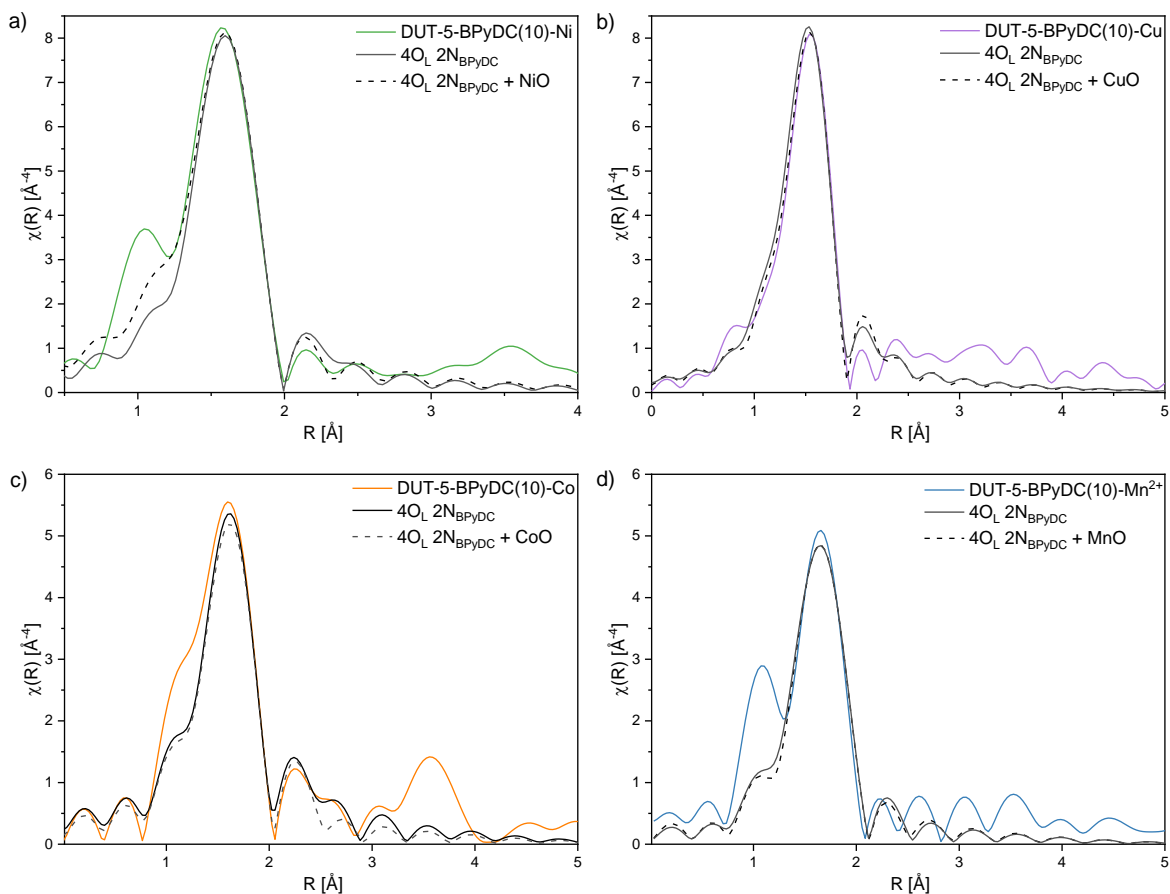 a)
DUT-5-BPyDC(10)-Ni
4O_L 2N_BPyDC
4O_L 2N_BPyDC + NiO
χ(R) [Å⁻⁴]
9
8
7
6
5
4
3
2
1
0
1 2 3 4
R [Å]
b)
DUT-5-BPyDC(10)-Cu
4O_L 2N_BPyDC
4O_L 2N_BPyDC + CuO
χ(R) [Å⁻⁴]
9
8
7
6
5
4
3
2
1
0
0 1 2 3 4 5
R [Å]
c)
DUT-5-BPyDC(10)-Co
4O_L 2N_BPyDC
4O_L 2N_BPyDC + CoO
χ(R) [Å⁻⁴]
6
5
4
3
2
1
0
1 2 3 4 5
R [Å]
d)
DUT-5-BPyDC(10)-Mn²⁺
4O_L 2N_BPyDC
4O_L 2N_BPyDC + MnO
χ(R) [Å⁻⁴]
6
5
4
3
2
1
0
1 2 3 4 5
R [Å]